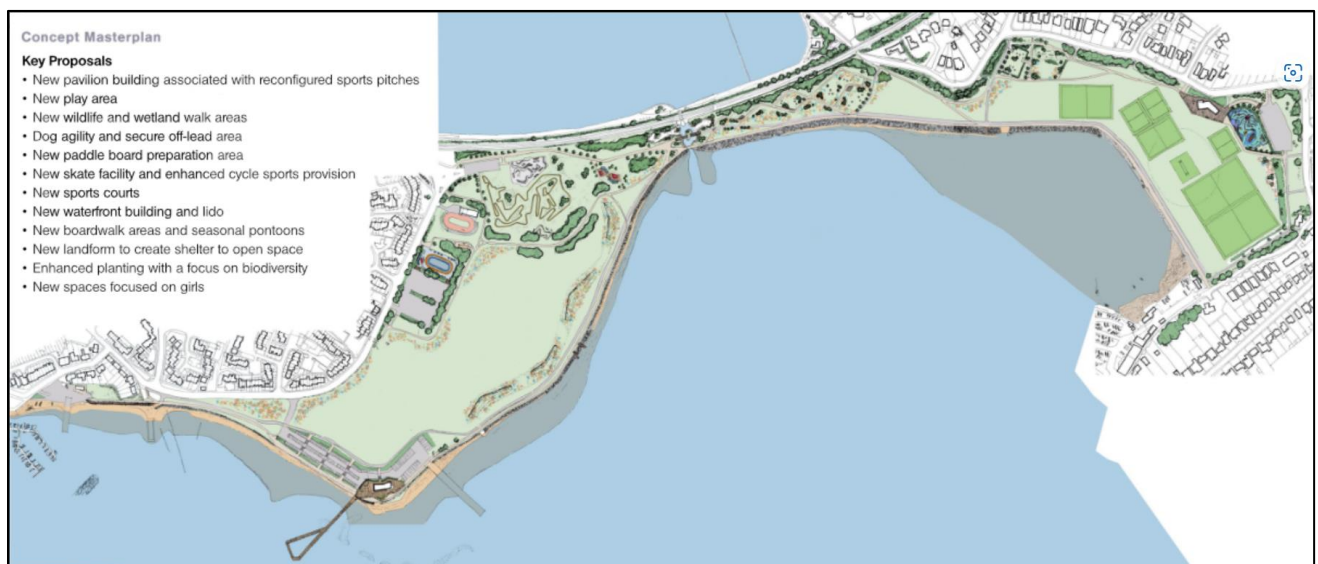 Concept Masterplan
Key Proposals
• New pavilion building associated with reconfigured sports pitches
• New play area
• New wildlife and wetland walk areas
• Dog agility and secure off-lead area
• New paddle board preparation area
• New skate facility and enhanced cycle sports provision
• New sports courts
• New waterfront building and lido
• New boardwalk areas and seasonal pontoons
• New landform to create shelter to open space
• Enhanced planting with a focus on biodiversity
• New spaces focused on girls